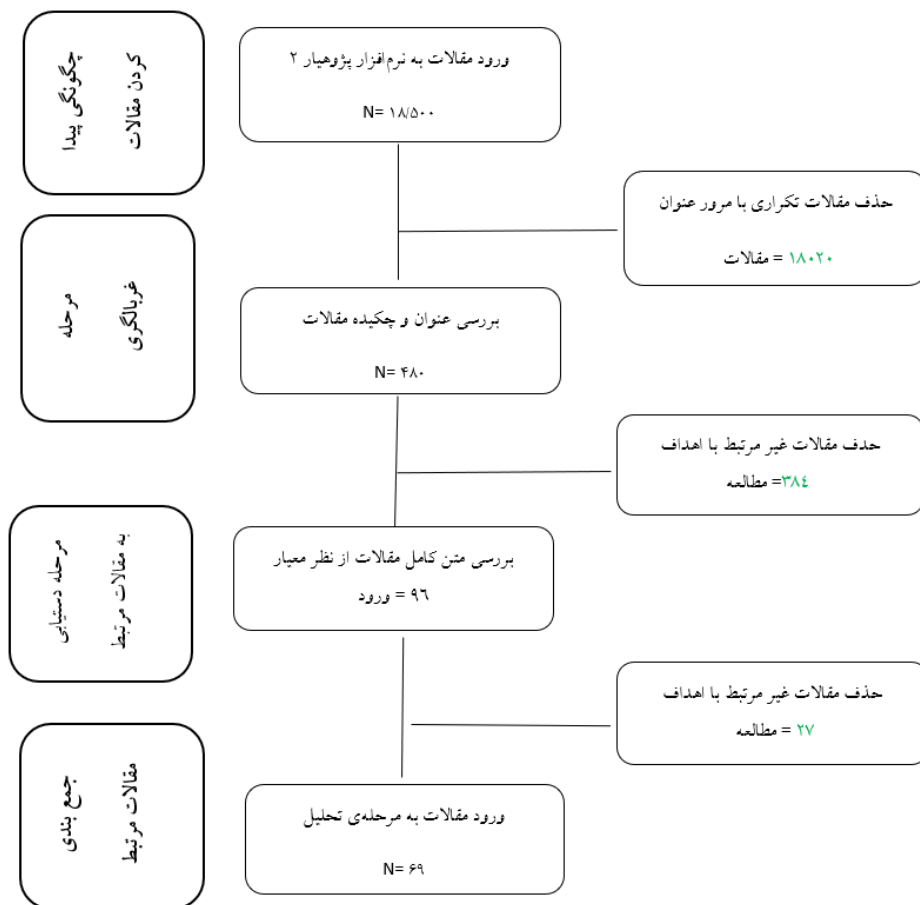 چگونگی پیدا
کردن مقالات
ورود مقالات به نرم‌افزار پژوهیار ۲
N= ۱۸/۵۰۰
حذف مقالات تکراری با مرور عنوان
مقالات = ۱۸۰۲۰
مرحله
غربالگری
بررسی عنوان و چکیده مقالات
N= ۴۸۰
حدف مقالات غیر مرتبط با اهداف
مطالعه =۳۸٤
مرحله دستیابی
به مقالات مرتبط
بررسی متن کامل مقالات از نظر معیار
ورود = ۹۶
حذف مقالات غیر مرتبط با اهداف
مطالعه = ۲۷
جمع بندی
مقالات مرتبط
ورود مقالات به مرحله‌ی تحلیل
N= ۶۹